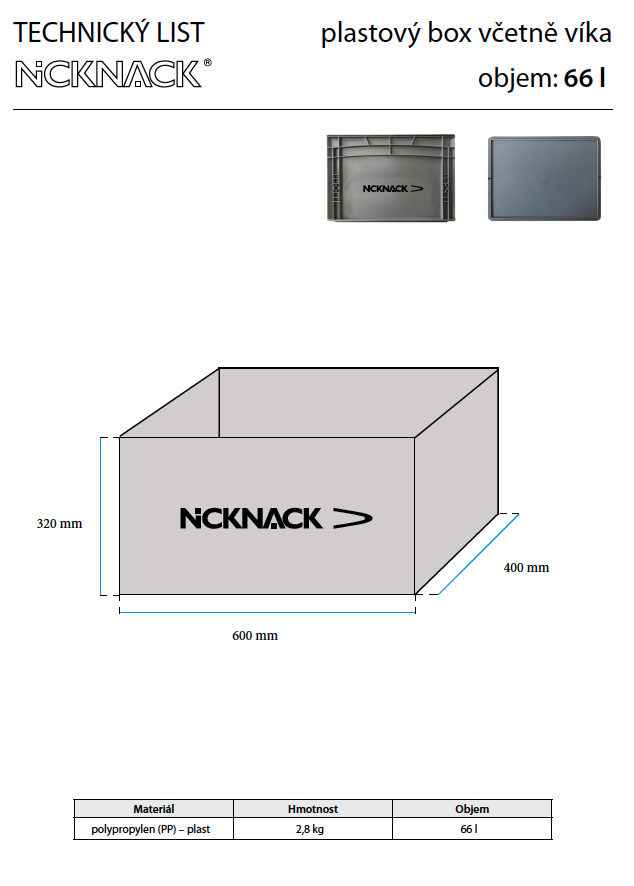 TECHNICKÝ LIST
NICKNACK®
plastový box včetně víka
objem: 66 l
NICKNACK
NICKNACK
320 mm
400 mm
600 mm
Materiál Hmotnost Objem
polypropylen (PP) – plast 2,8 kg 66 l